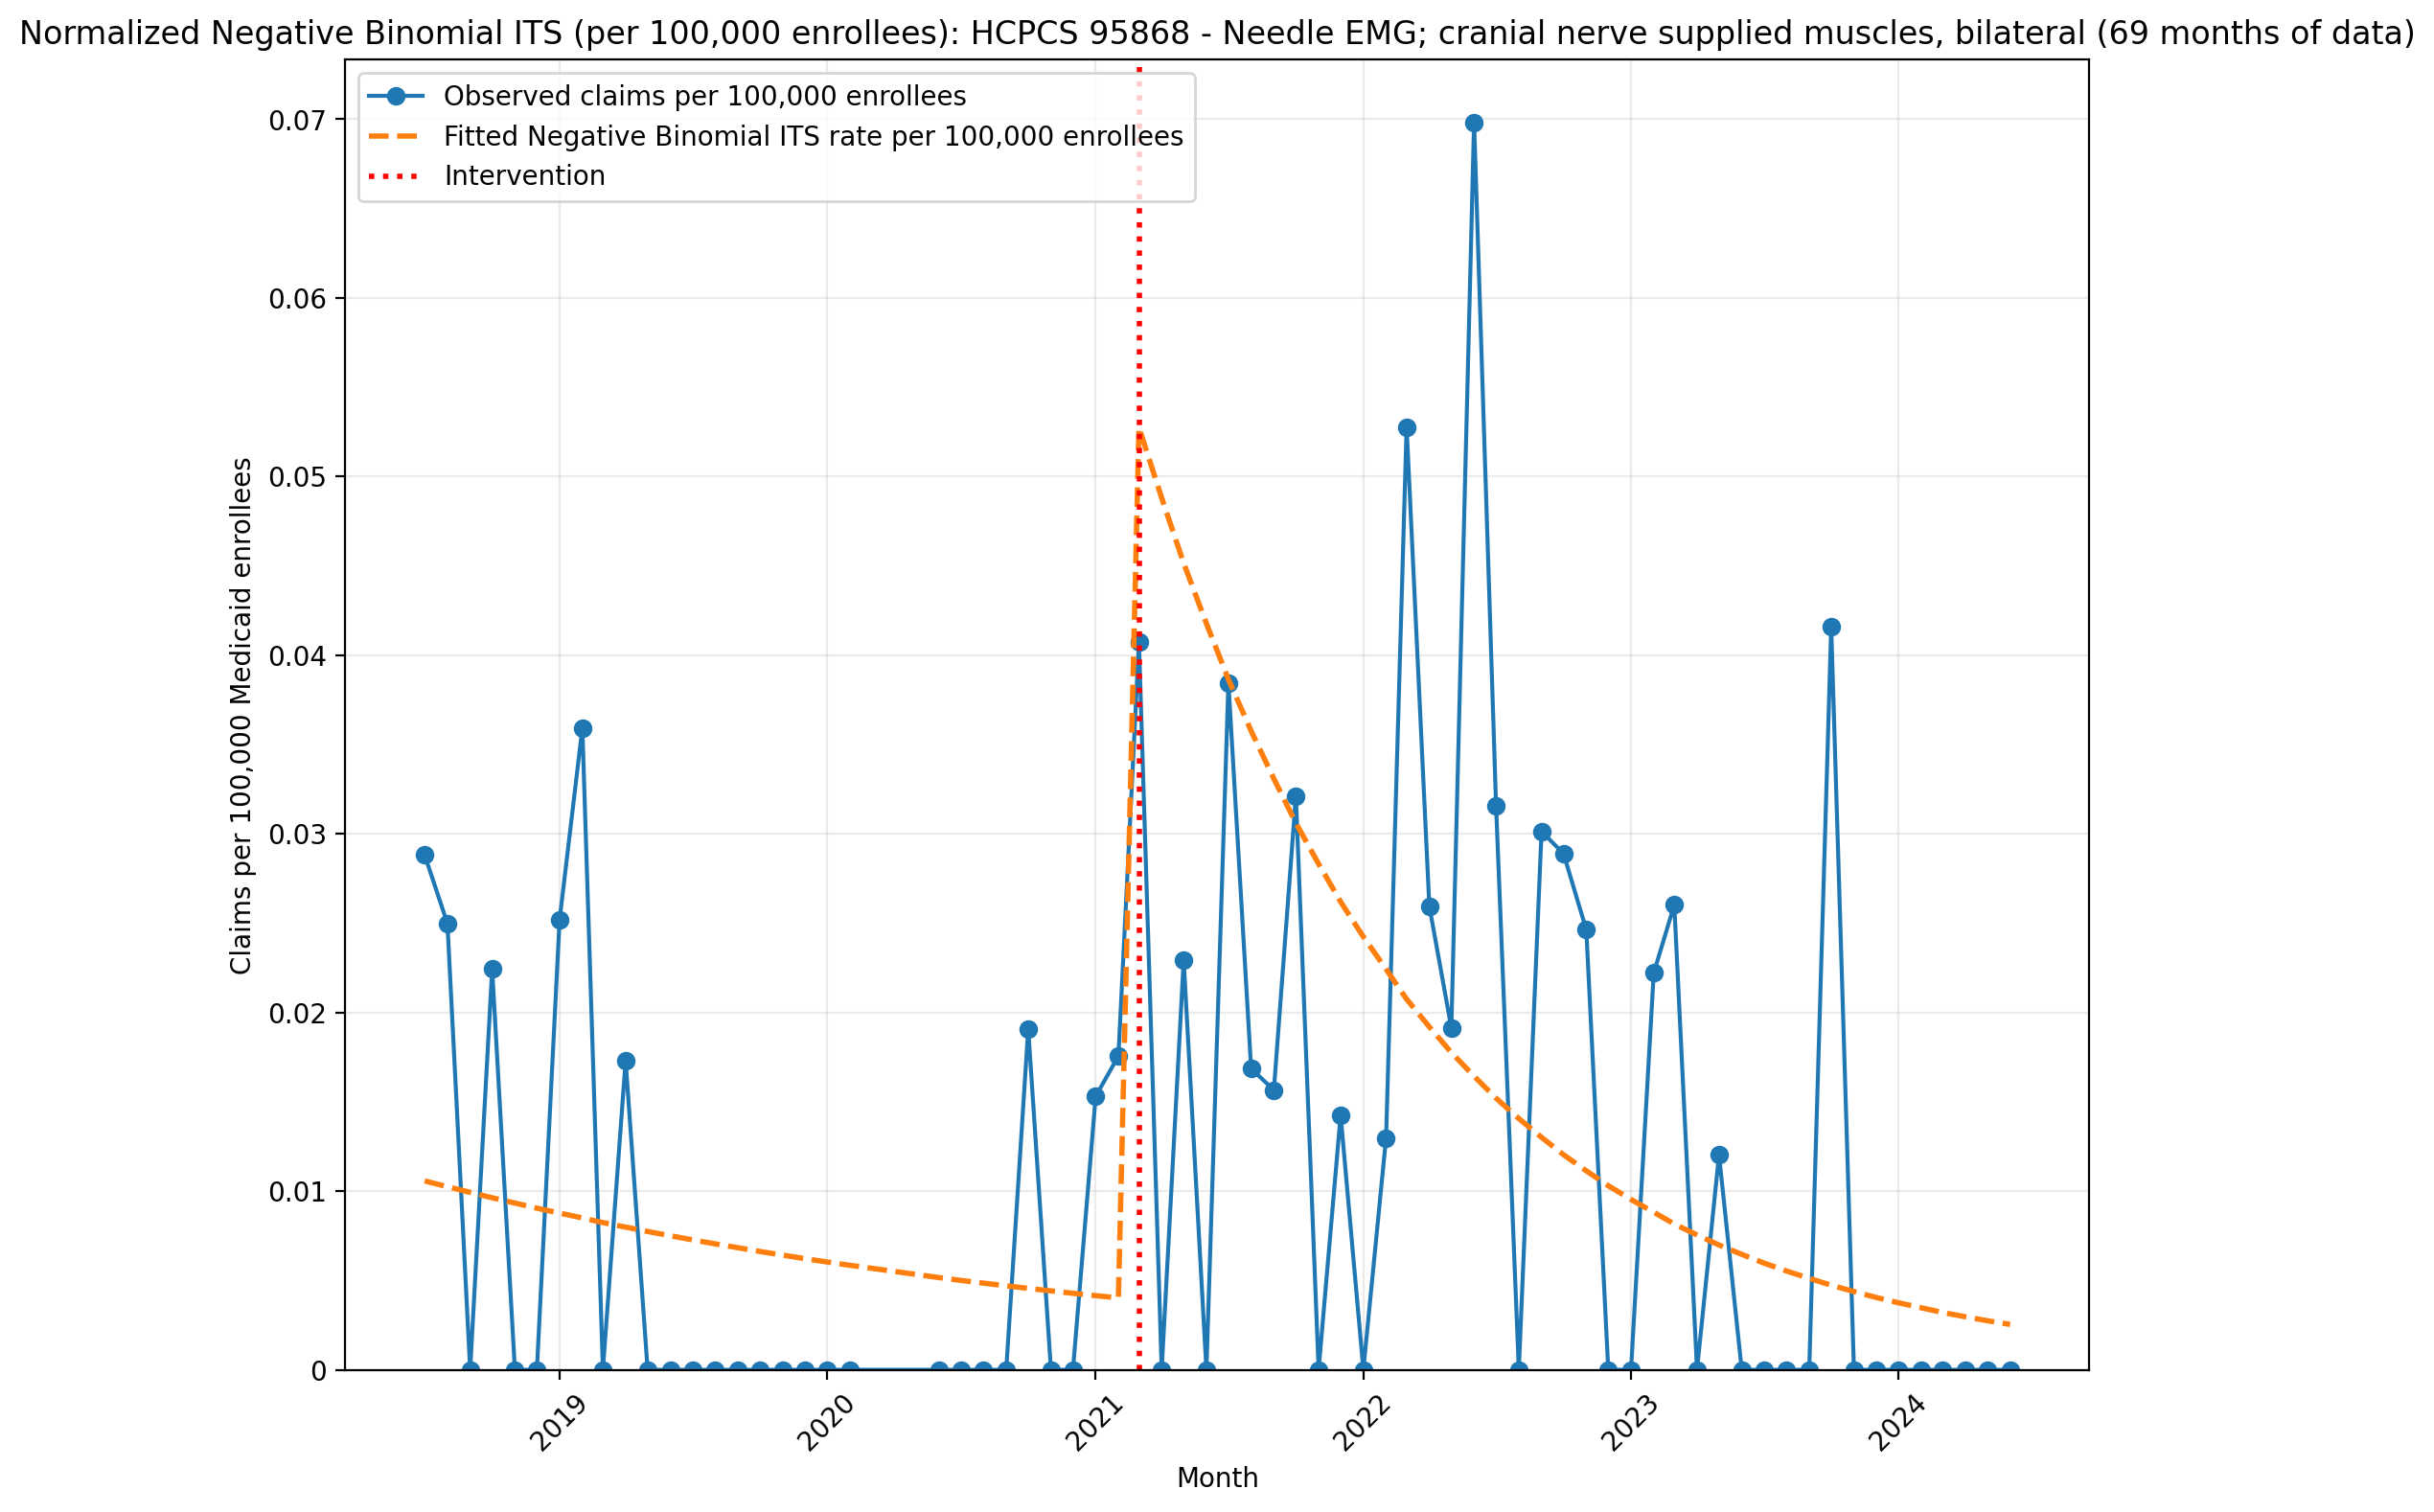 Normalized Negative Binomial ITS (per 100,000 enrollees): HCPCS 95868 - Needle EMG; cranial nerve supplied muscles, bilateral (69 months of data)
Observed claims per 100,000 enrollees
Fitted Negative Binomial ITS rate per 100,000 enrollees
Intervention
Claims per 100,000 Medicaid enrollees
0.07
0.06
0.05
0.04
0.03
0.02
0.01
0
2019
2020
2021
2022
2023
2024
Month